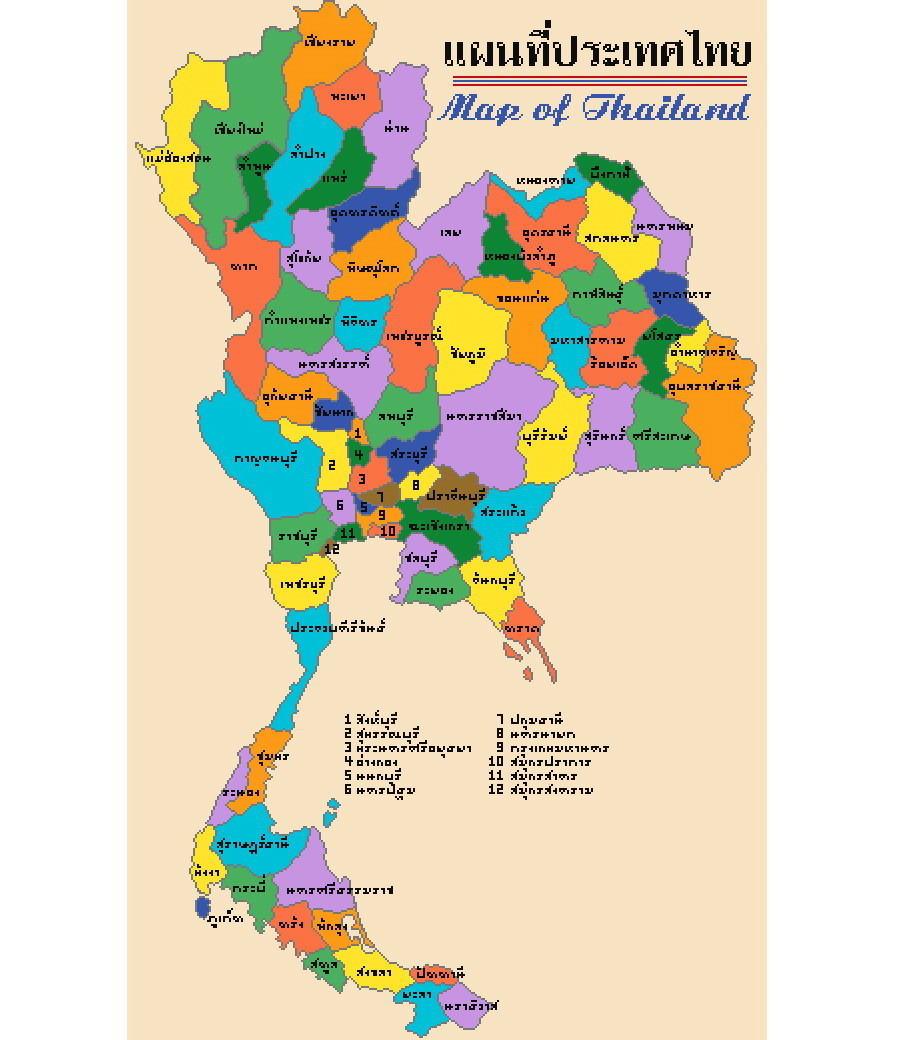 แผนที่ประเทศไทย
Map of Thailand
เชียงราย
พะเยา
น่าน
เชียงใหม่
แม่ฮ่องสอน
ลำปาง
ลำพูน
แพร่
บึงกาฬ
หนองคาย
อุตรดิตถ์
เลย
อุดรธานี
สกลนคร
นครพนม
ตาก
สุโขทัย
พิษณุโลก
หนองบัวลำภู
ขอนแก่น
กาฬสินธุ์
มุกดาหาร
กำแพงเพชร
พิจิตร
เพชรบูรณ์
ชัยภูมิ
มหาสารคาม
ร้อยเอ็ด
ยโสธร
อำนาจเจริญ
นครสวรรค์
อุบลราชธานี
อุทัยธานี
ชัยนาท
ลพบุรี
นครราชสีมา
บุรีรัมย์
สุรินทร์
ศรีสะเกษ
กาญจนบุรี
1
2
3
4
สระบุรี
5
6
7
8
ปราจีนบุรี
สระแก้ว
9
10
11
12
ฉะเชิงเทรา
ราชบุรี
ชลบุรี
เพชรบุรี
ระยอง
จันทบุรี
ประจวบคีรีขันธ์
ตราด
1 สิงห์บุรี
2 สุพรรณบุรี
3 พระนครศรีอยุธยา
4 อ่างทอง
5 นนทบุรี
6 นครปฐม
7 ปทุมธานี
8 นครนายก
9 กรุงเทพมหานคร
10 สมุทรปราการ
11 สมุทรสาคร
12 สมุทรสงคราม
ชุมพร
ระนอง
สุราษฎร์ธานี
พังงา
กระบี่
นครศรีธรรมราช
ภูเก็ต
ตรัง
พัทลุง
สตูล
สงขลา
ปัตตานี
ยะลา
นราธิวาส